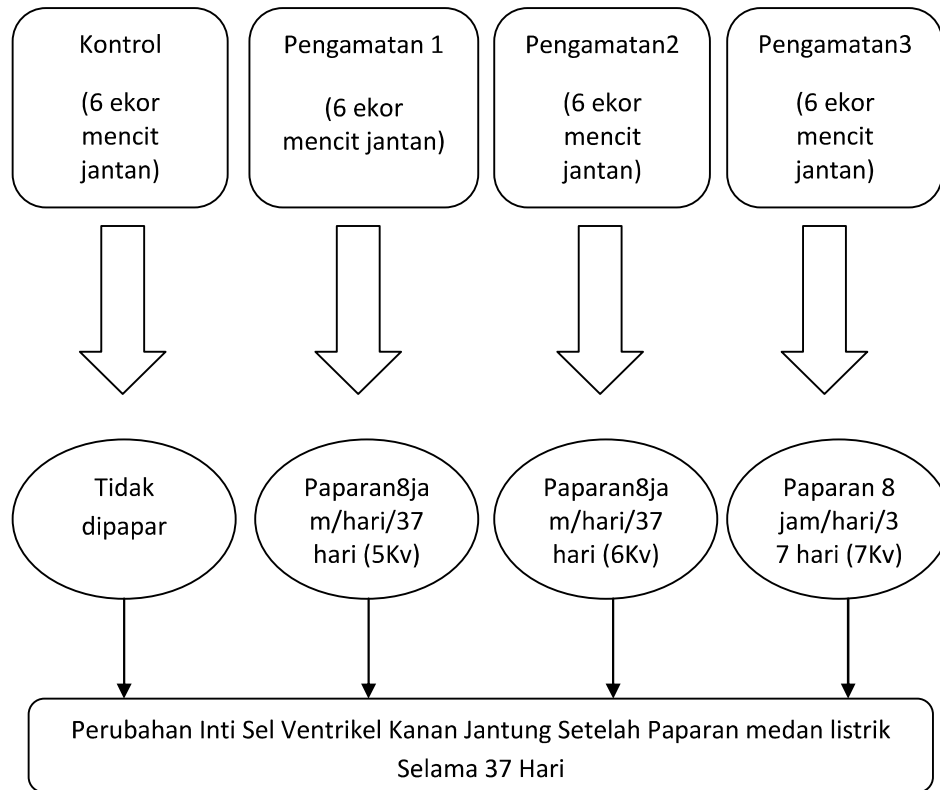 Kontrol
(6 ekor
mencit
jantan)
Pengamatan 1
(6 ekor
mencit jantan)
Pengamatan2
(6 ekor
mencit
jantan)
Pengamatan3
(6 ekor
mencit
jantan)
Tidak
dipapar
Paparan8ja
m/hari/37
hari (5Kv)
Paparan8ja
m/hari/37
hari (6Kv)
Paparan 8
jam/hari/3
7 hari (7Kv)
Perubahan Inti Sel Ventrikel Kanan Jantung Setelah Paparan medan listrik
Selama 37 Hari